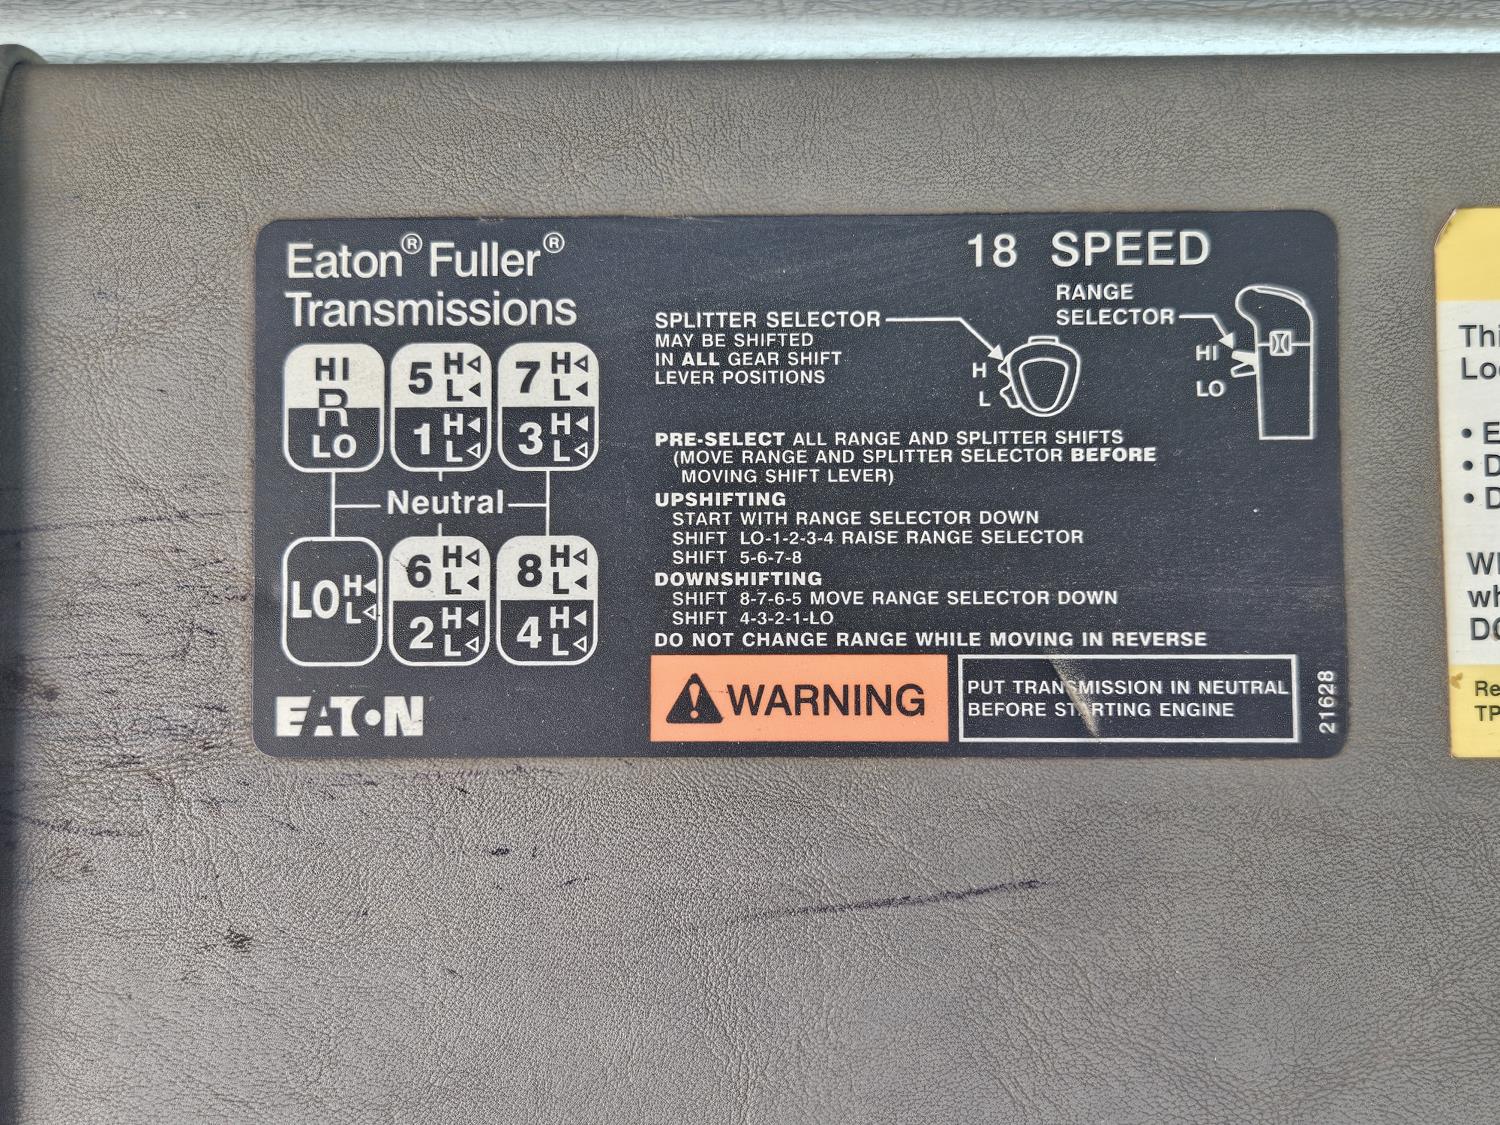 Eaton® Fuller®
Transmissions
18 SPEED
HI
R
LO
5 H L
1 H L
7 H L
3 H L
Neutral
LO H L
6 H L
2 H L
8 H L
4 H L
EATON
SPLITTER SELECTOR
MAY BE SHIFTED
IN ALL GEAR SHIFT
LEVER POSITIONS
H
L
RANGE
SELECTOR
HI
LO
PRE-SELECT ALL RANGE AND SPLITTER SHIFTS
(MOVE RANGE AND SPLITTER SELECTOR BEFORE
MOVING SHIFT LEVER)
UPSHIFTING
START WITH RANGE SELECTOR DOWN
SHIFT LO-1-2-3-4 RAISE RANGE SELECTOR
SHIFT 5-6-7-8
DOWNSHIFTING
SHIFT 8-7-6-5 MOVE RANGE SELECTOR DOWN
SHIFT 4-3-2-1-LO
DO NOT CHANGE RANGE WHILE MOVING IN REVERSE
WARNING
PUT TRANSMISSION IN NEUTRAL
BEFORE STARTING ENGINE
21628